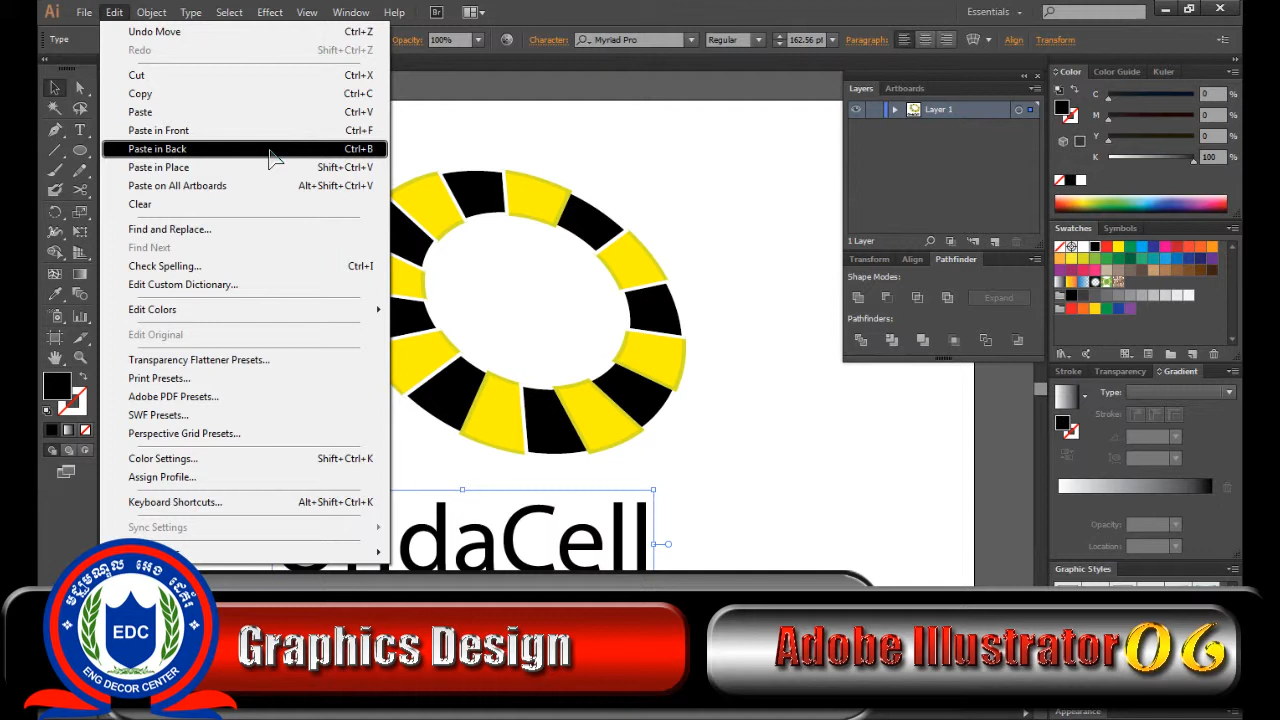 Ai File Edit Object Type Select Effect View Window Help Br Essentials
Type Opacity: 100% Character: Myriad Pro Regular 162.56 pt Paragraph: Align Transform
Undo Move Ctrl+Z
Redo Shift+Ctrl+Z
Cut Ctrl+X
Copy Ctrl+C
Paste Ctrl+V
Paste in Front Ctrl+F
Paste in Back Ctrl+B
Paste in Place Shift+Ctrl+V
Paste on All Artboards Alt+Shift+Ctrl+V
Clear
Find and Replace...
Find Next
Check Spelling... Ctrl+I
Edit Custom Dictionary...
Edit Colors
Edit Original
Transparency Flattener Presets...
Print Presets...
Adobe PDF Presets...
SWF Presets...
Perspective Grid Presets...
Color Settings... Shift+Ctrl+K
Assign Profile...
Keyboard Shortcuts... Alt+Shift+Ctrl+K
Sync Settings
daCell
Layers Artboards
Layer 1
1 Layer
Transform Align Pathfinder
Shape Modes:
Expand
Pathfinders:
Color Color Guide Kuler
C 0 %
M 0 %
Y 0 %
K 100 %
Swatches Symbols
Stroke Transparency Gradient
Type:
Stroke:
Opacity:
Location:
Graphic Styles
Appearance
EDC
ENG DECOR CENTER
Graphics Design
Adobe Illustrator 06